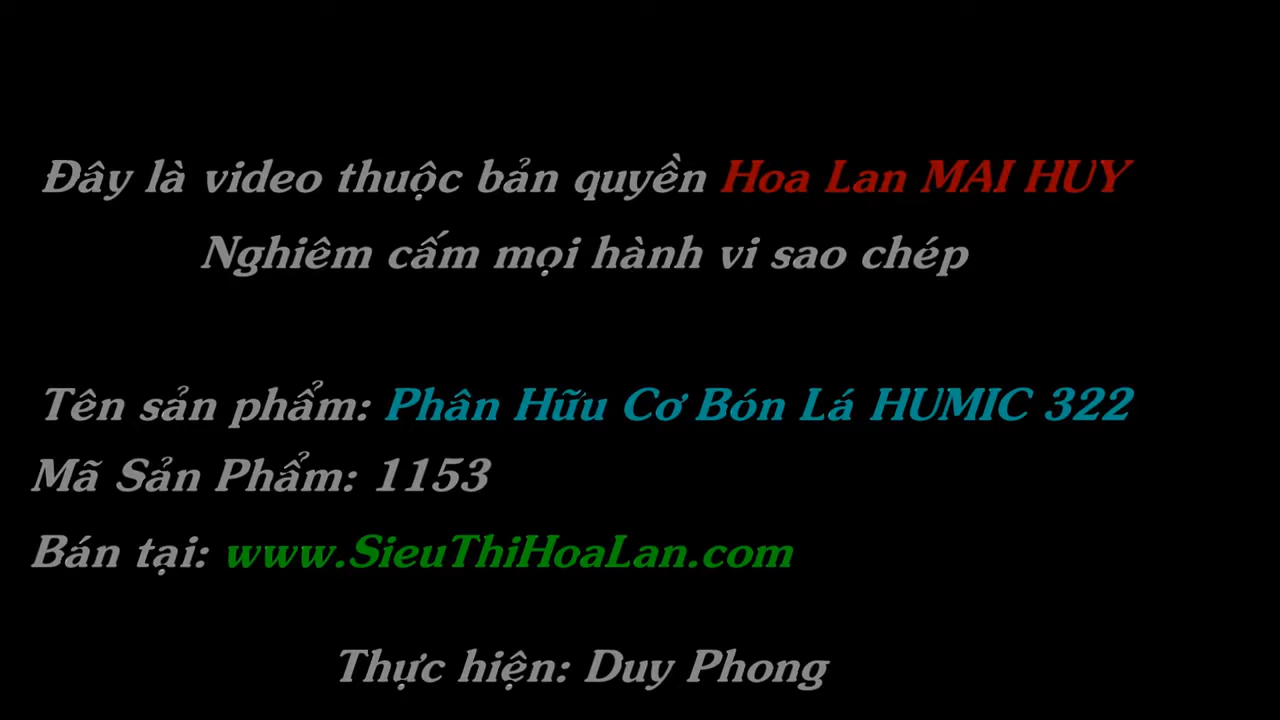 Đây là video thuộc bản quyền Hoa Lan MAI HUY
Nghiêm cấm mọi hành vi sao chép
Tên sản phẩm: Phân Hữu Cơ Bón Lá HUMIC 322
Mã Sản Phẩm: 1153
Bán tại: www.SieuThiHoaLan.com
Thực hiện: Duy Phong